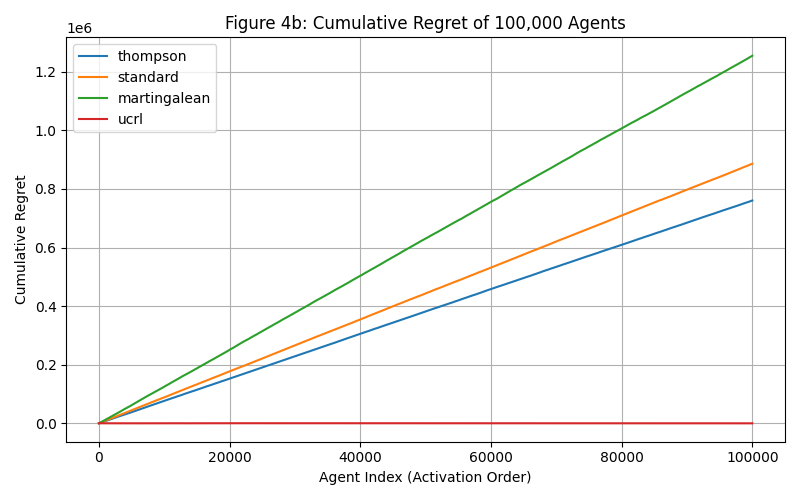 Figure 4b: Cumulative Regret of 100,000 Agents
1e6
thompson
standard
martingalean
ucrl
1.2
1.0
0.8
0.6
0.4
0.2
0.0
Cumulative Regret
0
20000
40000
60000
80000
100000
Agent Index (Activation Order)